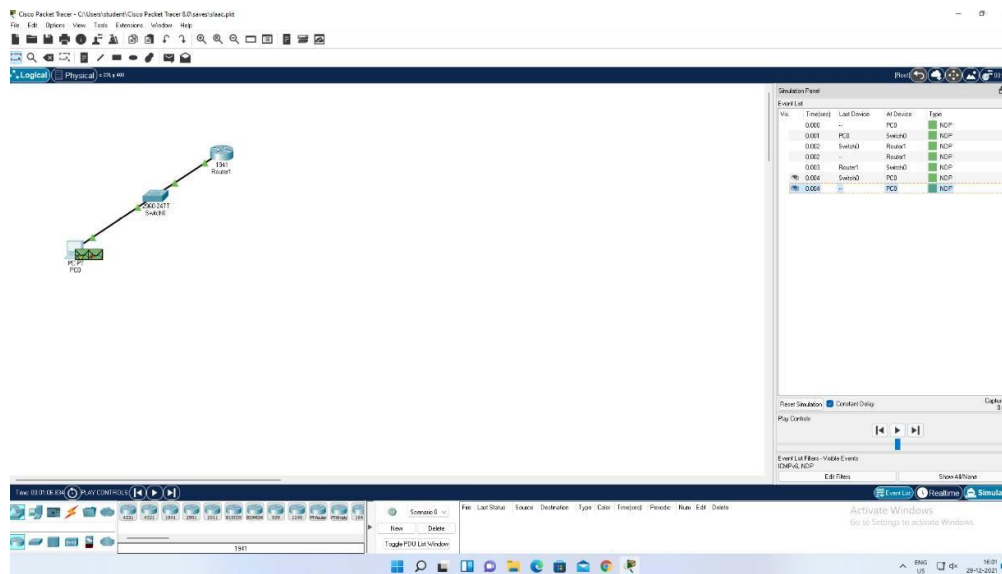 Cisco Packet Tracer - C:\Users\student\Cisco Packet Tracer 8.0\saves\slaac.pkt
File Edit Options View Tools Extensions Window Help
Logical Physical
[Root]
Simulation Panel
Event List
Vis. Time(sec) Last Device At Device Type
0.000 -- PC0 NDP
0.001 PC0 Switch0 NDP
0.002 Switch0 Router1 NDP
0.002 -- Router1 NDP
0.003 Router1 Switch0 NDP
0.004 Switch0 PC0 NDP
0.004 -- PC0 NDP
1941
Router1
2960-24TT
Switch0
PC-PT
PC0
Reset Simulation Constant Delay
Play Controls
Event List Filters - Visible Events
ICMPv6, NDP
Edit Filters Show All/None
PLAY CONTROLS:
Event List Realtime
Scenario 0
New Delete
Toggle PDU List Window
Fire Last Status Source Destination Type Color Time(sec) Periodic Num Edit Delete
4331 4321 1941 2901 2911
1941
Activate Windows
Go to Settings to activate Windows.
ENG
US
16:01
29-12-2021